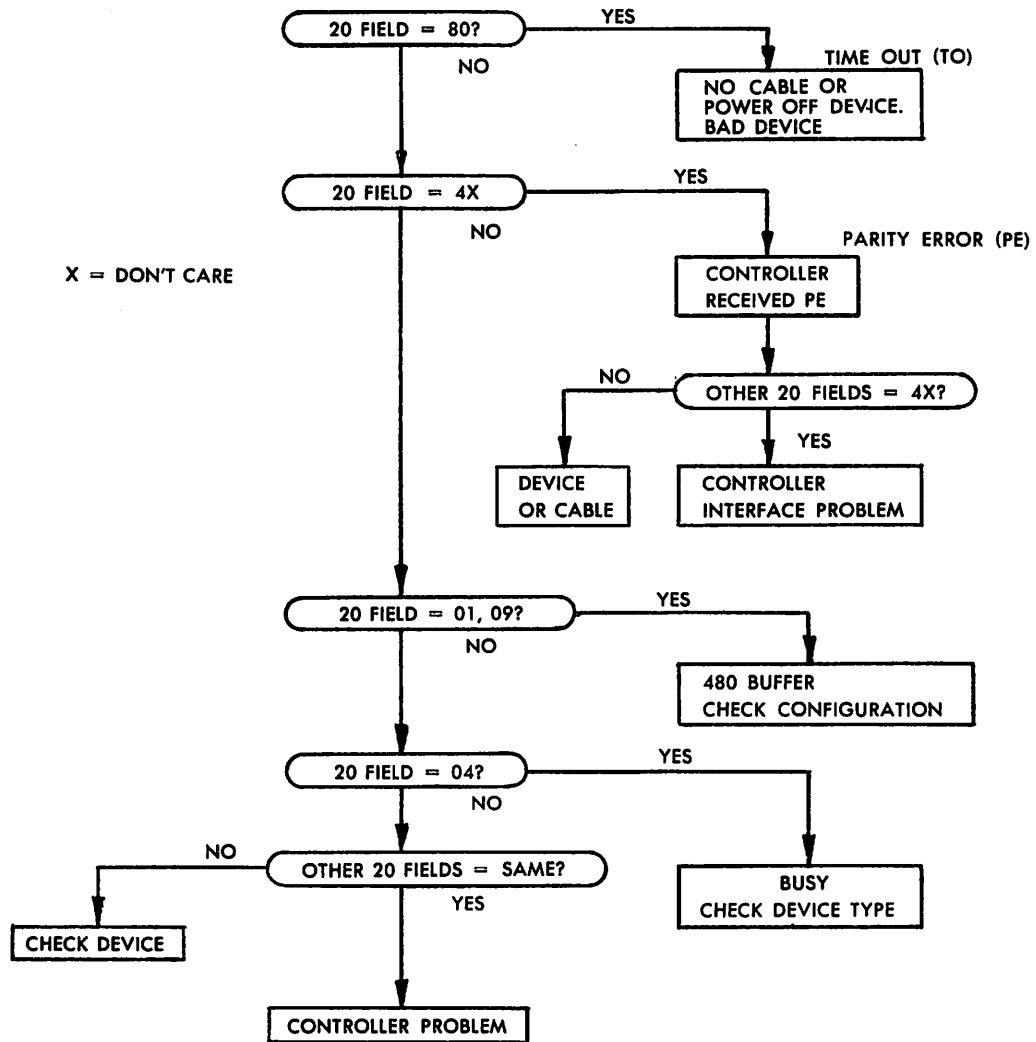 20 FIELD = 80?
YES
NO
TIME OUT (TO)
NO CABLE OR
POWER OFF DEVICE.
BAD DEVICE
20 FIELD = 4X
YES
NO
PARITY ERROR (PE)
X = DON'T CARE
CONTROLLER
RECEIVED PE
NO
OTHER 20 FIELDS = 4X?
YES
DEVICE
OR CABLE
CONTROLLER
INTERFACE PROBLEM
20 FIELD = 01, 09?
YES
NO
480 BUFFER
CHECK CONFIGURATION
20 FIELD = 04?
YES
NO
NO
OTHER 20 FIELDS = SAME?
YES
BUSY
CHECK DEVICE TYPE
CHECK DEVICE
CONTROLLER PROBLEM